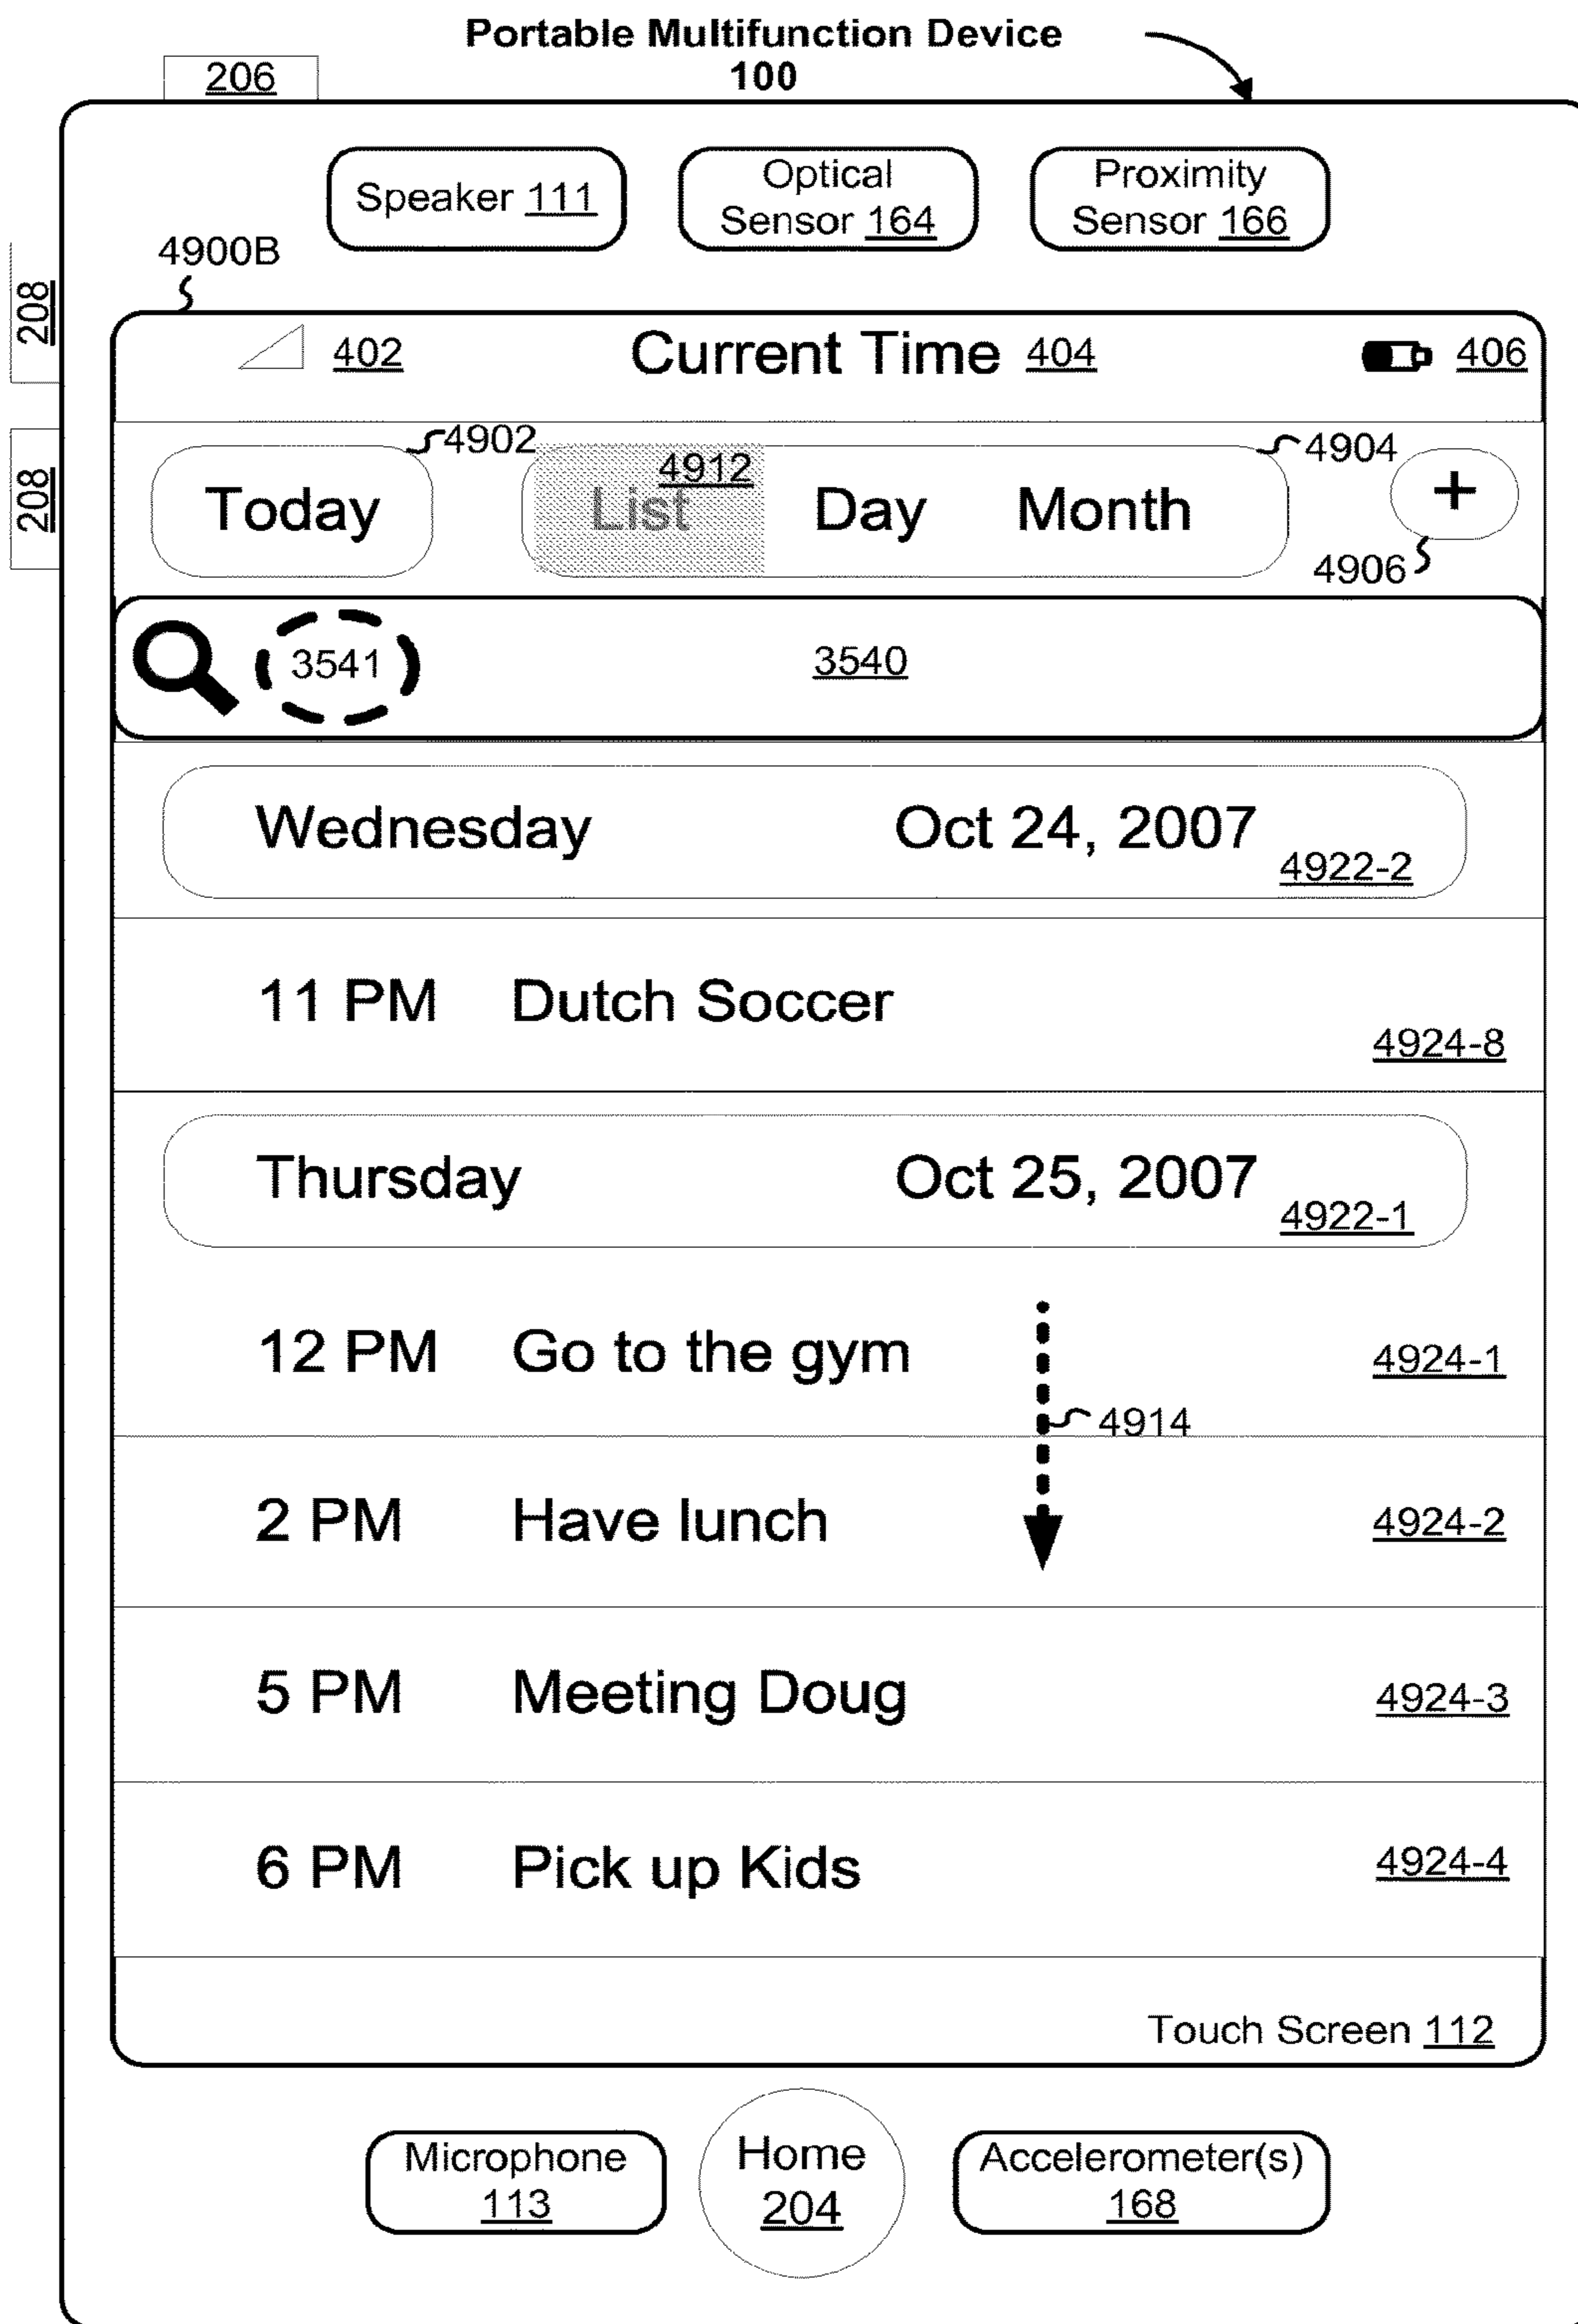 Portable Multifunction Device
100
206
Speaker 111
Optical
Sensor 164
Proximity
Sensor 166
4900B
208
402
Current Time 404
406
4902
4912
4904
208
Today
List
Day
Month
+
4906
3541
3540
Wednesday Oct 24, 2007
4922-2
11 PM Dutch Soccer
4924-8
Thursday Oct 25, 2007
4922-1
12 PM Go to the gym 4924-1
4914
2 PM Have lunch 4924-2
5 PM Meeting Doug 4924-3
6 PM Pick up Kids 4924-4
Touch Screen 112
Microphone
113
Home
204
Accelerometer(s)
168